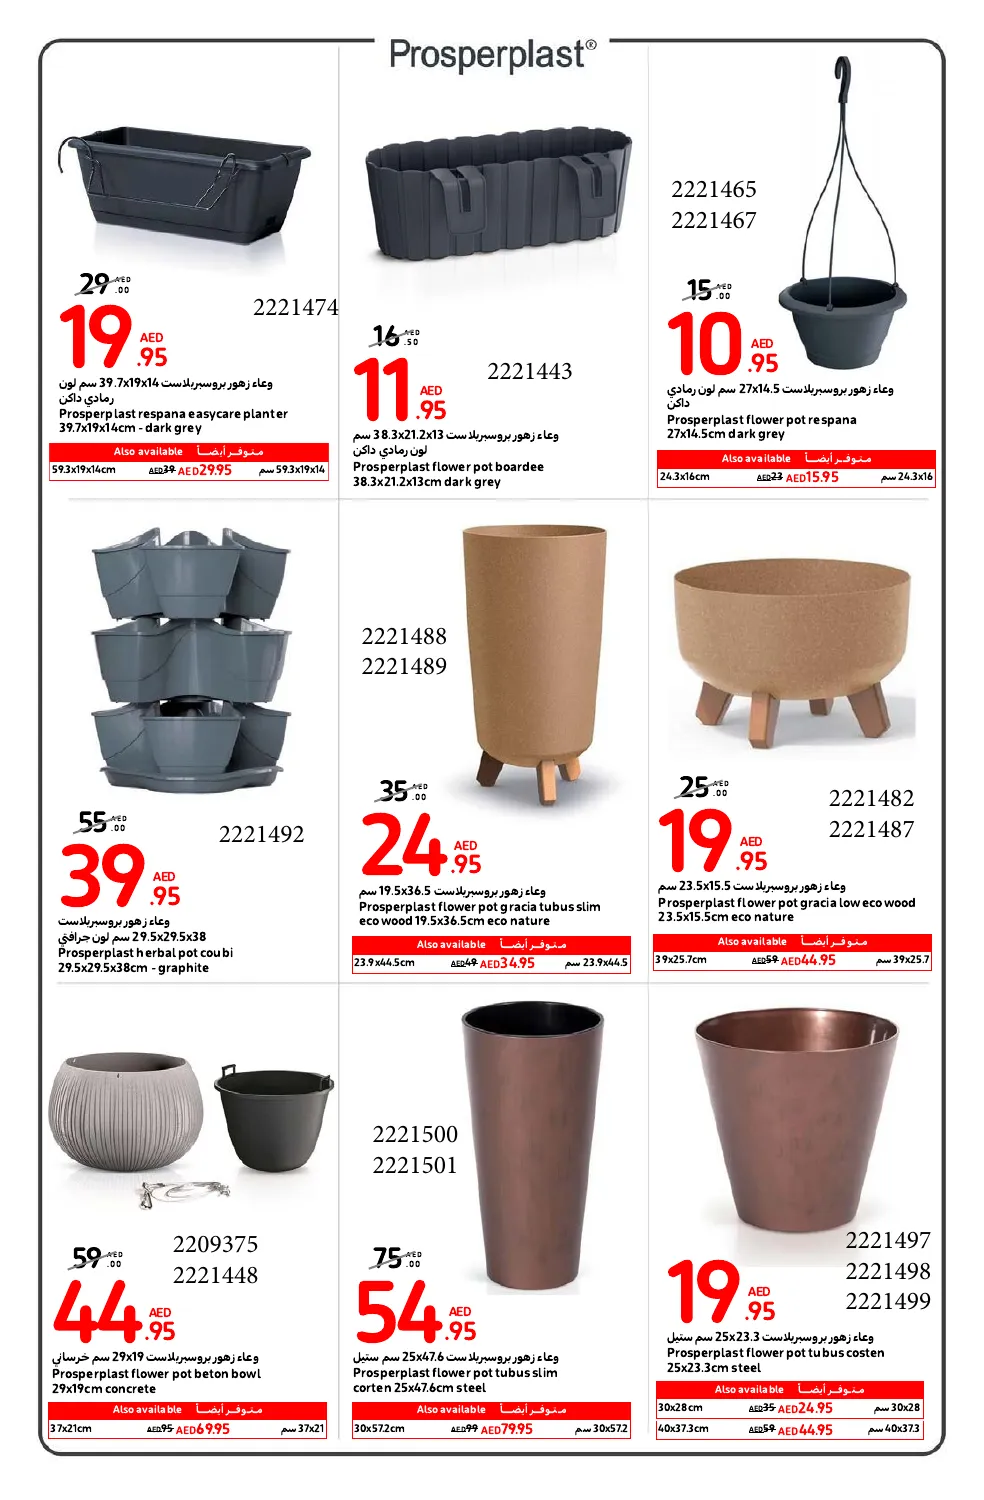 Prosperplast®
29 AED .00
19 AED .95
2221474
وعاء زهور بروسبربلاست 39.7x19x14 سم لون
رمادي داكن
Prosperplast respana easycare planter
39.7x19x14cm - dark grey
Also available متوفر أيضاً
59.3x19x14cm AED39 AED29.95 59.3x19x14 سم
16 AED .50
11 AED .95
2221443
وعاء زهور بروسبربلاست 38.3x21.2x13 سم
لون رمادي داكن
Prosperplast flower pot boardee
38.3x21.2x13cm dark grey
2221465
2221467
15 AED .00
10 AED .95
وعاء زهور بروسبربلاست 27x14.5 سم لون رمادي
داكن
Prosperplast flower pot respana
27x14.5cm dark grey
Also available متوفر أيضاً
24.3x16cm AED23 AED15.95 24.3x16 سم
55 AED .00
39 AED .95
2221492
وعاء زهور بروسبربلاست
29.5x29.5x38 سم لون جرافتي
Prosperplast herbal pot coubi
29.5x29.5x38cm - graphite
2221488
2221489
35 AED .00
24 AED .95
وعاء زهور بروسبربلاست 19.5x36.5 سم
Prosperplast flower pot gracia tubus slim
eco wood 19.5x36.5cm eco nature
Also available متوفر أيضاً
23.9x44.5cm AED49 AED34.95 23.9x44.5 سم
25 AED .00
19 AED .95
2221482
2221487
وعاء زهور بروسبربلاست 23.5x15.5 سم
Prosperplast flower pot gracia low eco wood
23.5x15.5cm eco nature
Also available متوفر أيضاً
39x25.7cm AED59 AED44.95 39x25.7 سم
59 AED .00
44 AED .95
2209375
2221448
وعاء زهور بروسبربلاست 29x19 سم خرساني
Prosperplast flower pot beton bowl
29x19cm concrete
Also available متوفر أيضاً
37x21cm AED95 AED69.95 37x21 سم
2221500
2221501
75 AED .00
54 AED .95
وعاء زهور بروسبربلاست 25x47.6 سم ستيل
Prosperplast flower pot tubus slim
corten 25x47.6cm steel
Also available متوفر أيضاً
30x57.2cm AED99 AED79.95 30x57.2 سم
2221497
2221498
2221499
19 AED .95
وعاء زهور بروسبربلاست 25x23.3 سم ستيل
Prosperplast flower pot tubus costen
25x23.3cm steel
Also available متوفر أيضاً
30x28cm AED35 AED24.95 30x28 سم
40x37.3cm AED59 AED44.95 40x37.3 سم